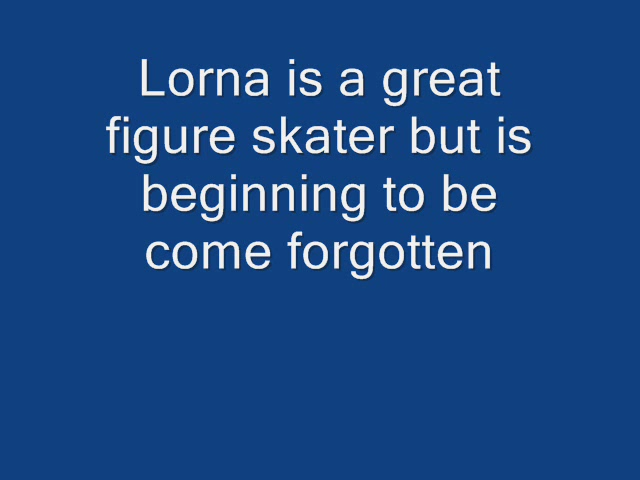 Lorna is a great
figure skater but is
beginning to be
come forgotten